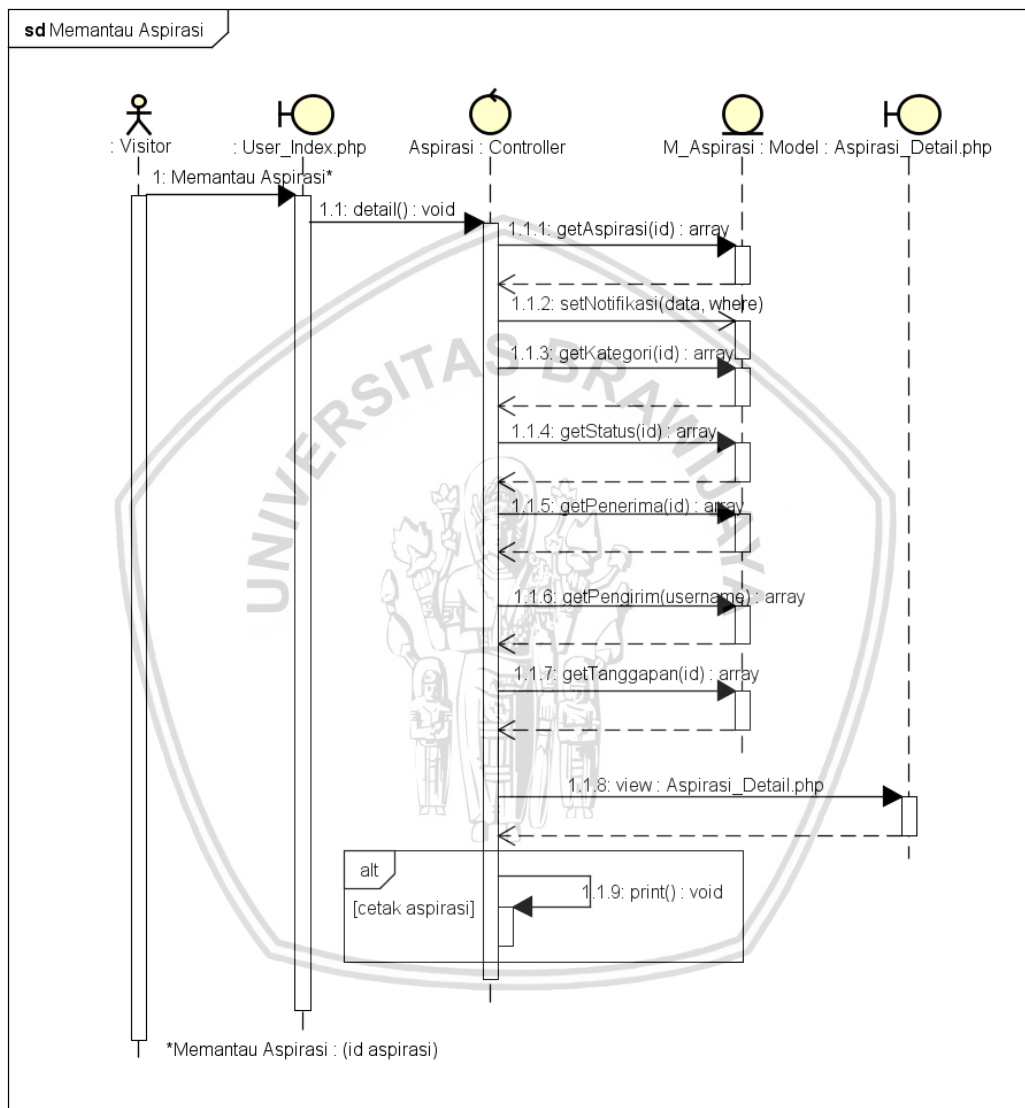 sd Memantau Aspirasi
: Visitor
: User_Index.php
Aspirasi : Controller
M_Aspirasi : Model
: Aspirasi_Detail.php
1: Memantau Aspirasi*
1.1: detail() : void
1.1.1: getAspirasi(id) : array
1.1.2: setNotifikasi(data, where)
1.1.3: getKategori(id) : array
1.1.4: getStatus(id) : array
1.1.5: getPenerima(id) : array
1.1.6: getPengirim(username) : array
1.1.7: getTanggapan(id) : array
1.1.8: view : Aspirasi_Detail.php
alt
1.1.9: print() : void
[cetak aspirasi]
*Memantau Aspirasi : (id aspirasi)
UNIVERSITAS BRAWIJAYA